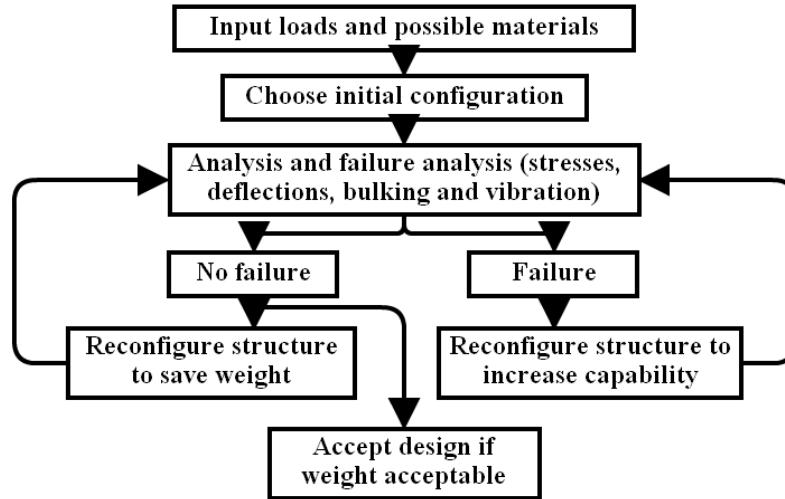 Input loads and possible materials
Choose initial configuration
Analysis and failure analysis (stresses,
deflections, bulking and vibration)
No failure
Failure
Reconfigure structure
to save weight
Reconfigure structure to
increase capability
Accept design if
weight acceptable